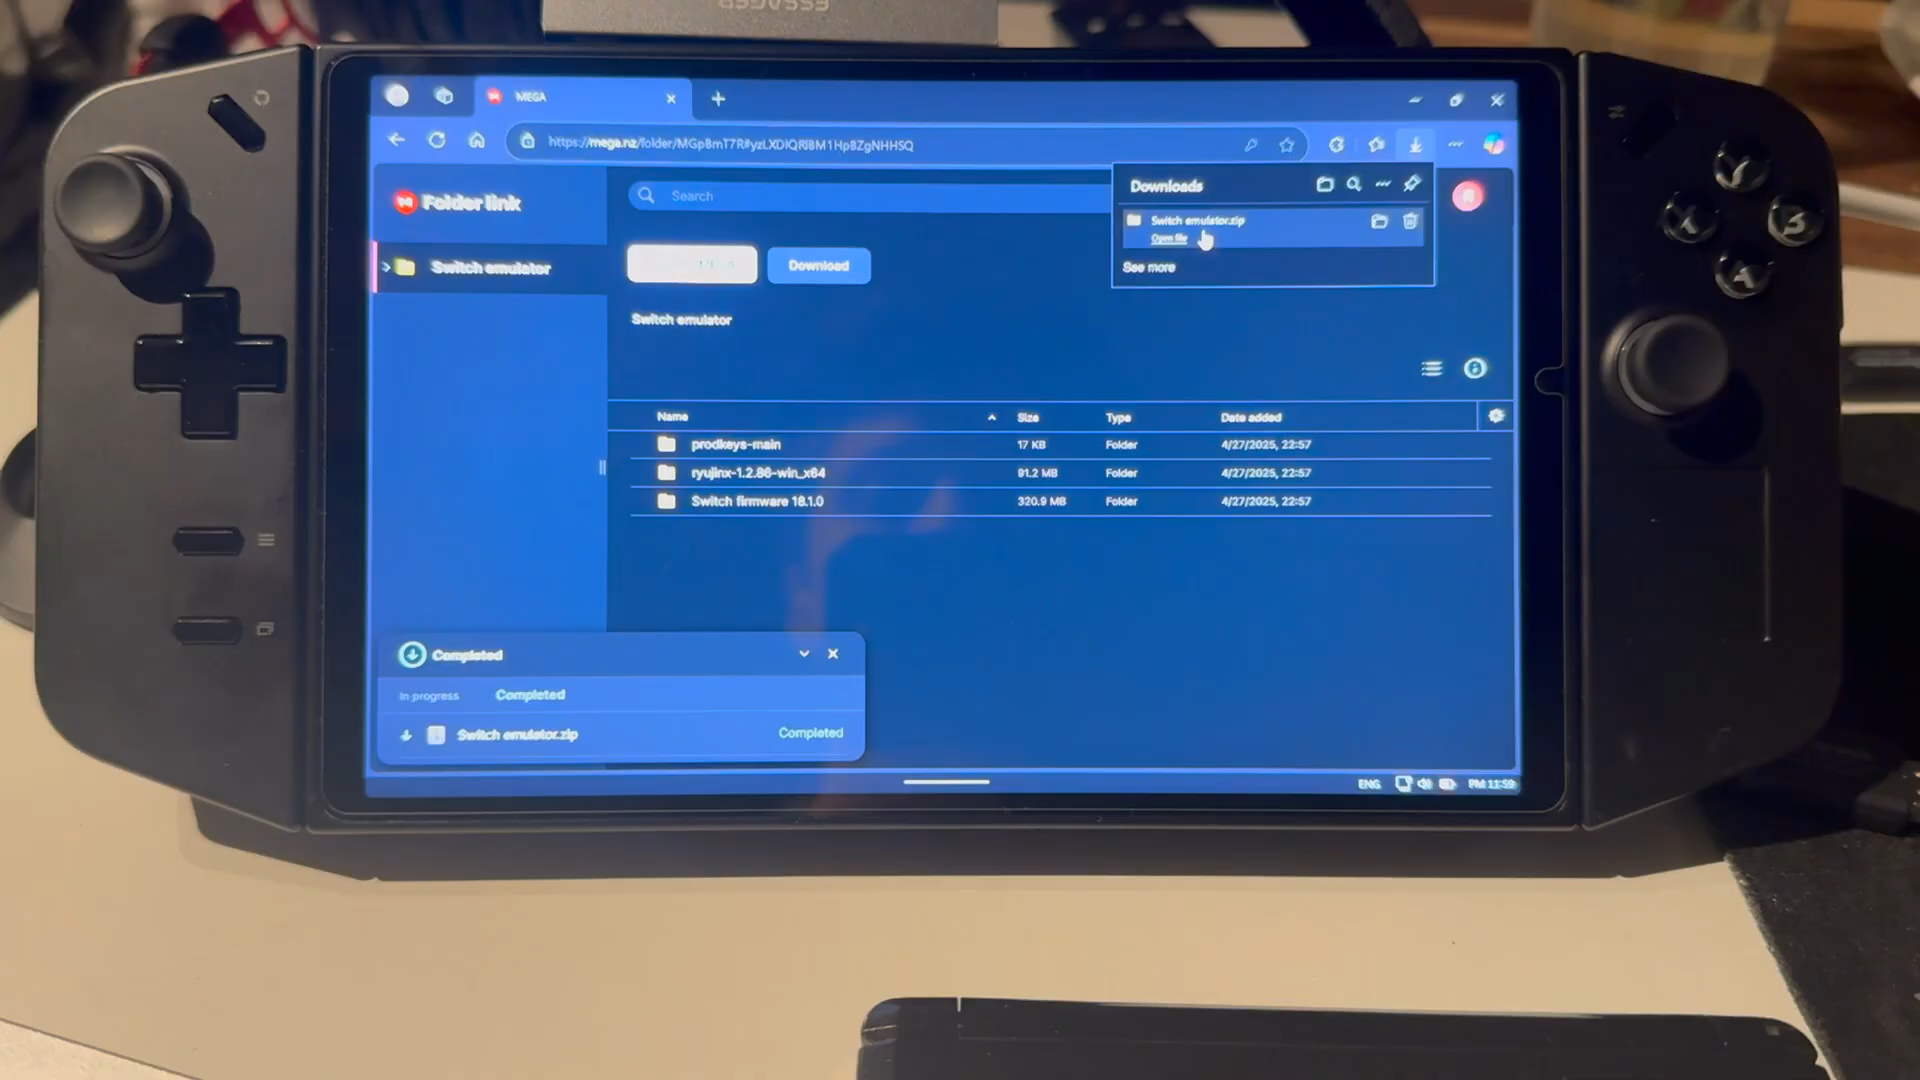 MEGA
https://mega.nz/folder/MGpBmT7R#yzLXDIQRIBM1HpBZgNHHSQ
Folder link
Search
Downloads
Switch emulator.zip
Open file
See more
Switch emulator
Download
Switch emulator
Name Size Type Date added
prodkeys-main 17 KB Folder 4/27/2025, 22:57
ryujinx-1.2.86-win_x64 91.2 MB Folder 4/27/2025, 22:57
Switch firmware 18.1.0 320.9 MB Folder 4/27/2025, 22:57
Completed
In progress Completed
Switch emulator.zip Completed
ENG PM 11:59
Y
X B
A